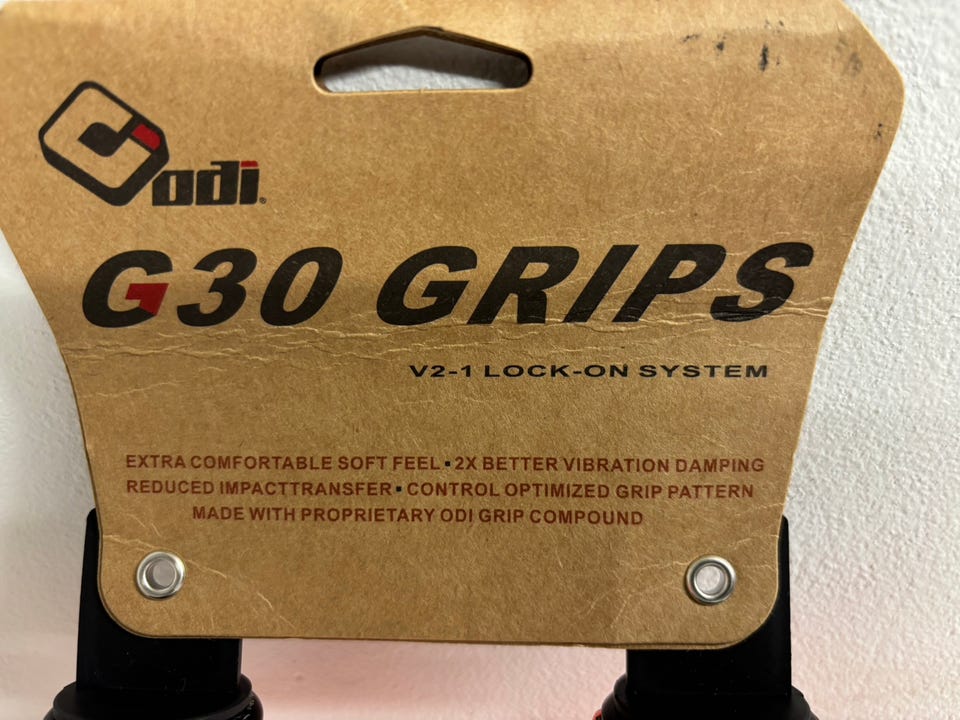 odi®
G30 GRIPS
V2-1 LOCK-ON SYSTEM
EXTRA COMFORTABLE SOFT FEEL▪2X BETTER VIBRATION DAMPING
REDUCED IMPACTTRANSFER▪CONTROL OPTIMIZED GRIP PATTERN
MADE WITH PROPRIETARY ODI GRIP COMPOUND